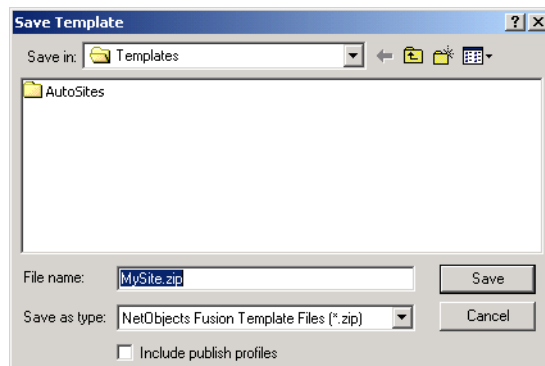 Save Template
Save in: Templates
AutoSites
File name: MySite.zip Save
Save as type: NetObjects Fusion Template Files (*.zip) Cancel
Include publish profiles